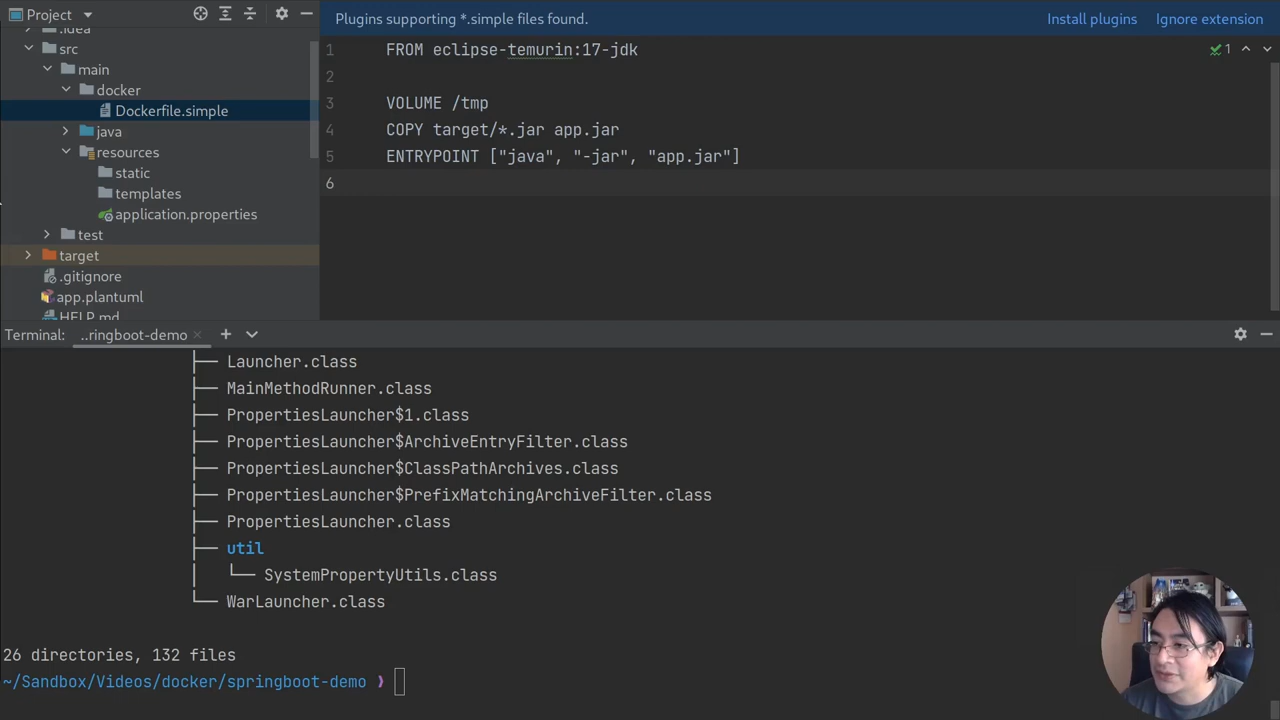 Project
Plugins supporting *.simple files found.
Install plugins
Ignore extension
.idea
src
main
docker
Dockerfile.simple
java
resources
static
templates
application.properties
test
target
.gitignore
app.plantuml
HELP.md
1 FROM eclipse-temurin:17-jdk
1
2
3 VOLUME /tmp
4 COPY target/*.jar app.jar
5 ENTRYPOINT ["java", "-jar", "app.jar"]
6
Terminal: ..ringboot-demo
├── Launcher.class
├── MainMethodRunner.class
├── PropertiesLauncher$1.class
├── PropertiesLauncher$ArchiveEntryFilter.class
├── PropertiesLauncher$ClassPathArchives.class
├── PropertiesLauncher$PrefixMatchingArchiveFilter.class
├── PropertiesLauncher.class
├── util
│   └── SystemPropertyUtils.class
└── WarLauncher.class
26 directories, 132 files
~/Sandbox/Videos/docker/springboot-demo ❩